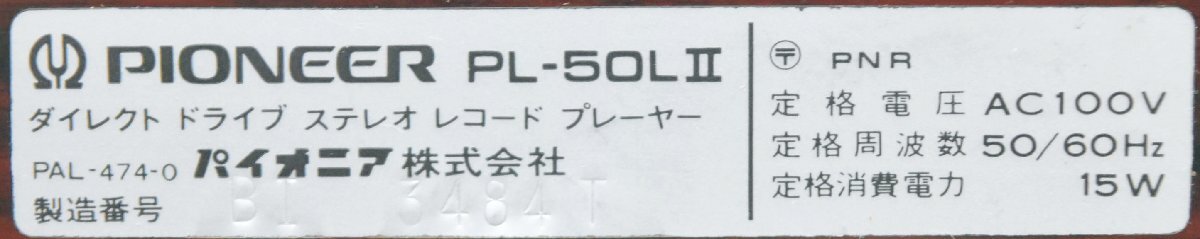 PIONEER PL-50LII
ダイレクト ドライブ ステレオ レコード プレーヤー
PAL-474-0 パイオニア株式会社
製造番号 BI 3484T
〶 PNR
定格電圧 AC100V
定格周波数 50/60Hz
定格消費電力 15W